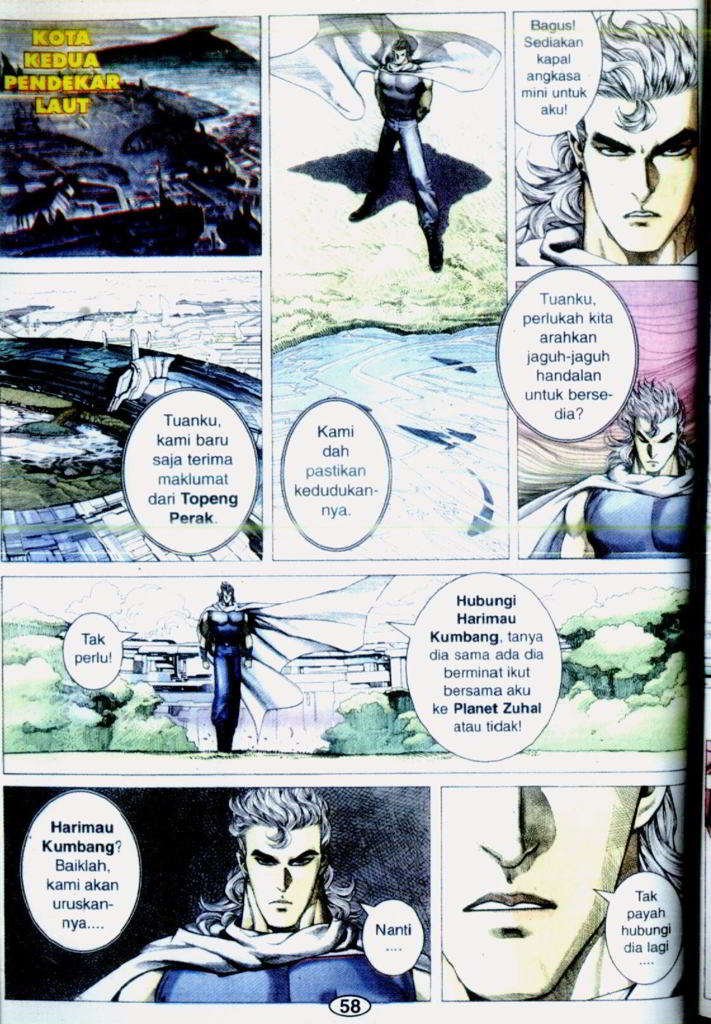 KOTA
KEDUA
PENDEKAR
LAUT
Tuanku,
kami baru
saja terima
maklumat
dari Topeng
Perak.
Kami
dah
pastikan
kedudukan-
nya.
Bagus!
Sediakan
kapal
angkasa
mini untuk
aku!
Tuanku,
perlukah kita
arahkan
jaguh-jaguh
handalan
untuk berse-
dia?
Tak
perlu!
Hubungi
Harimau
Kumbang, tanya
dia sama ada dia
berminat ikut
bersama aku
ke Planet Zuhal
atau tidak!
Harimau
Kumbang?
Baiklah,
kami akan
uruskan-
nya....
Nanti
....
Tak
payah
hubungi
dia lagi
....
58